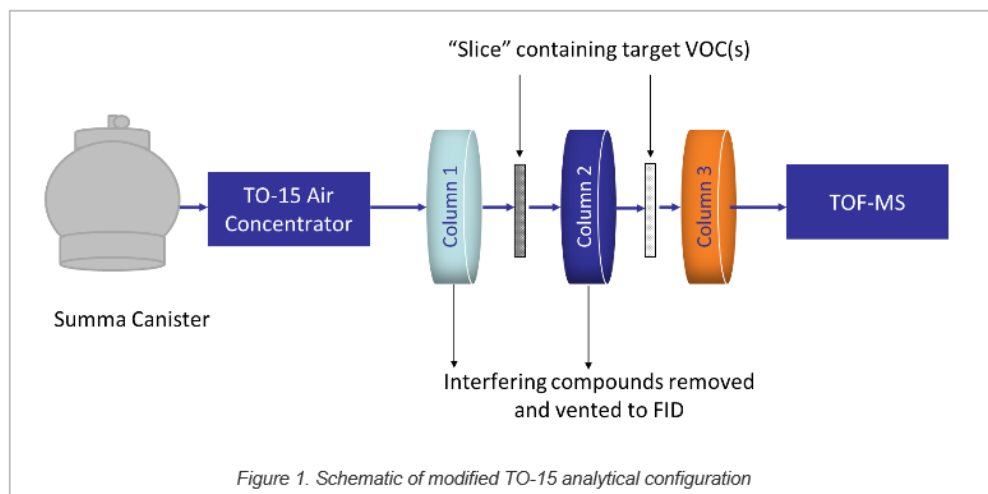 “Slice” containing target VOC(s)
TO-15 Air
Concentrator
Column 1
Column 2
Column 3
TOF-MS
Summa Canister
Interfering compounds removed
and vented to FID
Figure 1. Schematic of modified TO-15 analytical configuration